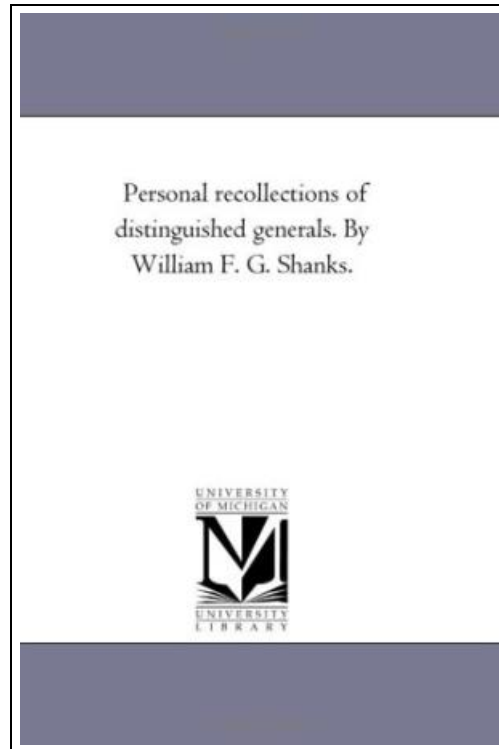 Personal recollections of
distinguished generals. By
William F. G. Shanks.
UNIVERSITY
OF MICHIGAN
M
UNIVERSITY
LIBRARY